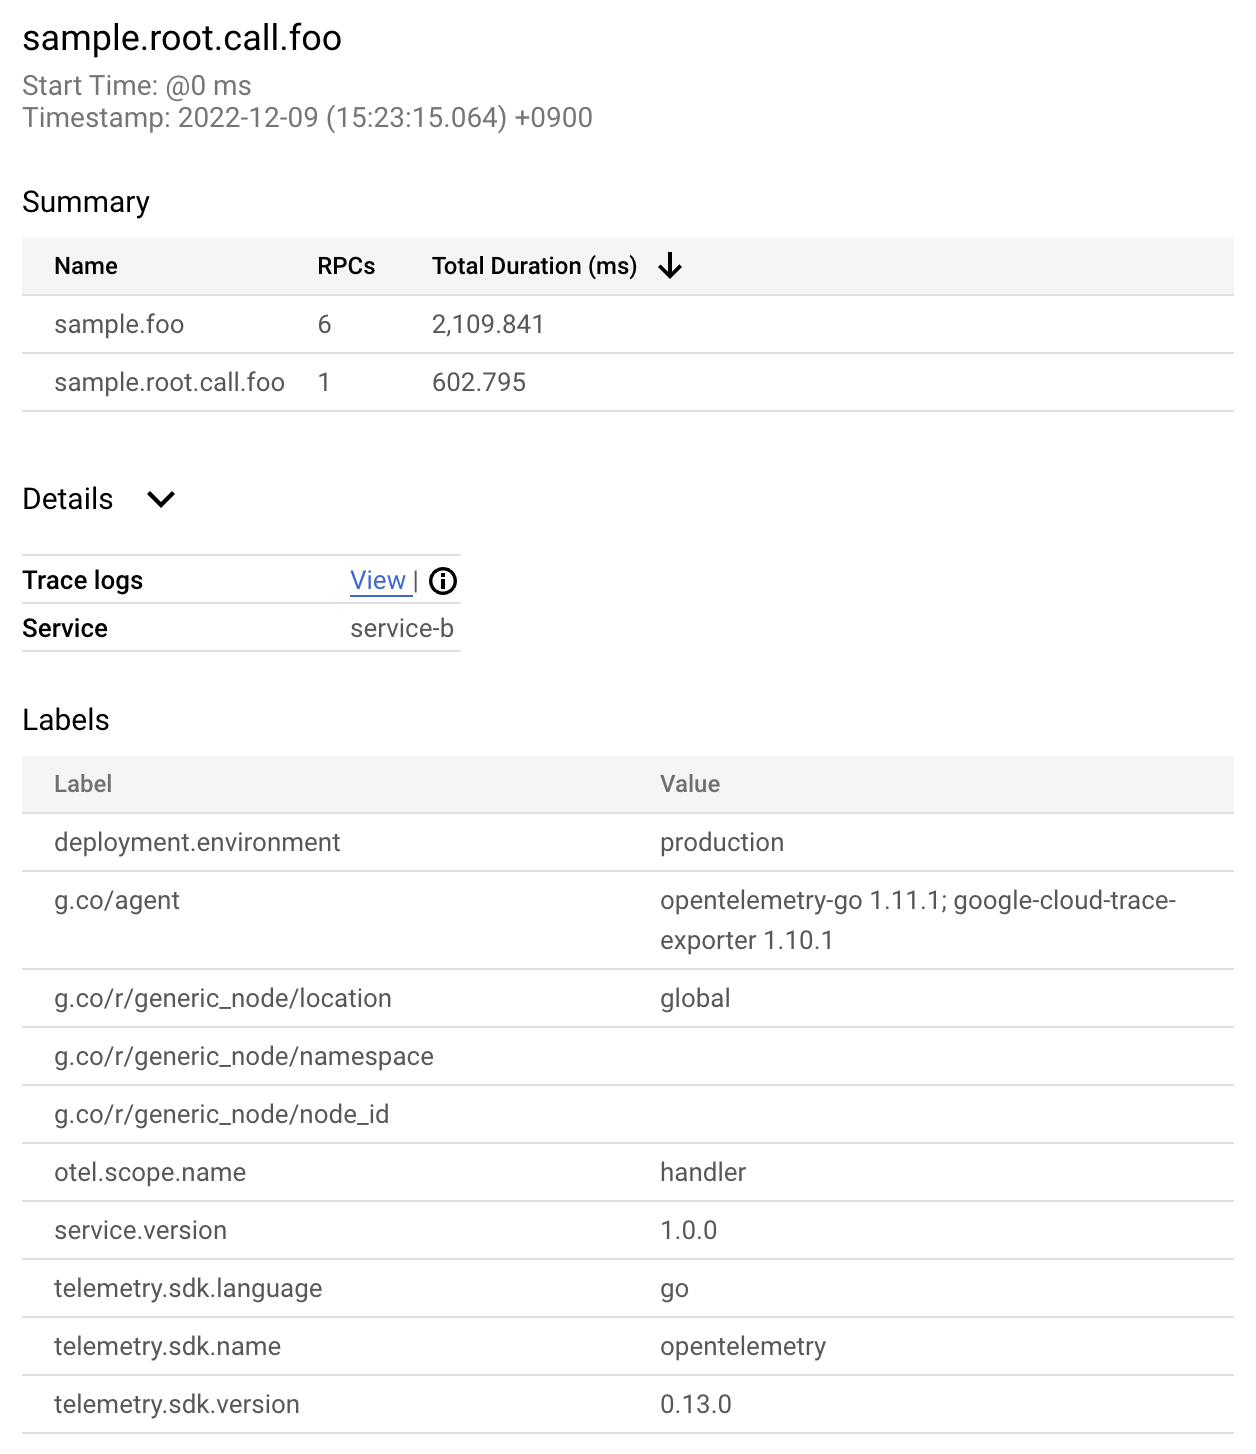 sample.root.call.foo
Start Time: @0 ms
Timestamp: 2022-12-09 (15:23:15.064) +0900
Summary
Name RPCs Total Duration (ms)
sample.foo 6 2,109.841
sample.root.call.foo 1 602.795
Details
Trace logs View |
Service service-b
Labels
Label Value
deployment.environment production
g.co/agent opentelemetry-go 1.11.1; google-cloud-trace-
exporter 1.10.1
g.co/r/generic_node/location global
g.co/r/generic_node/namespace
g.co/r/generic_node/node_id
otel.scope.name handler
service.version 1.0.0
telemetry.sdk.language go
telemetry.sdk.name opentelemetry
telemetry.sdk.version 0.13.0